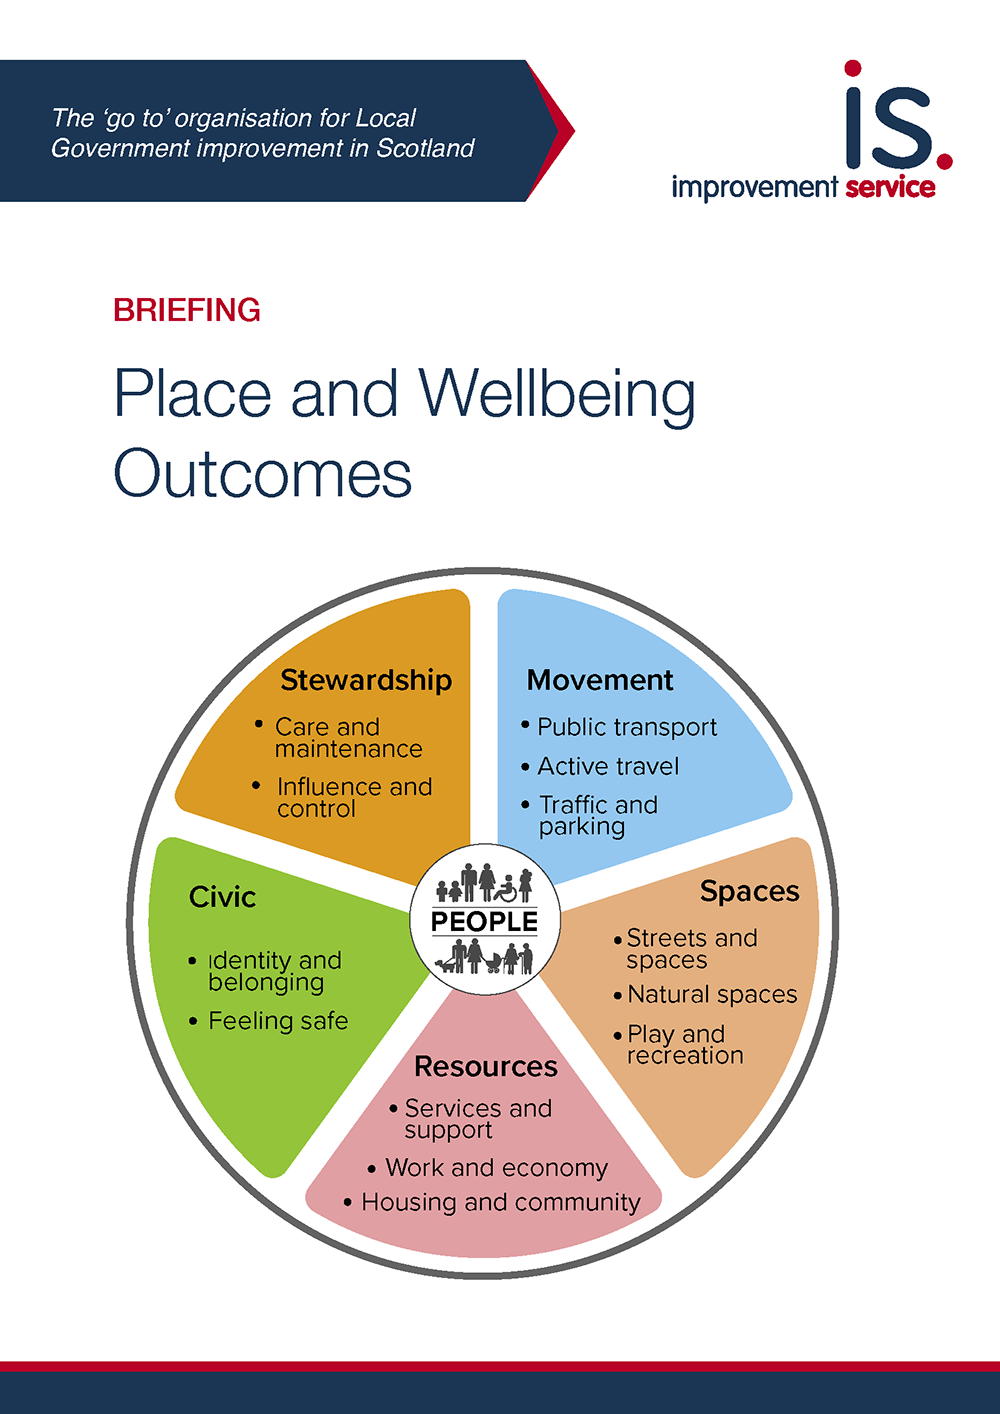 The ‘go to’ organisation for Local
Government improvement in Scotland
is.
improvement service
BRIEFING
Place and Wellbeing
Outcomes
Stewardship
• Care and
maintenance
• Influence and
control
Movement
• Public transport
• Active travel
• Traffic and
parking
Spaces
• Streets and
spaces
• Natural spaces
• Play and
recreation
Resources
• Services and
support
• Work and economy
• Housing and community
Civic
• Identity and
belonging
• Feeling safe
PEOPLE